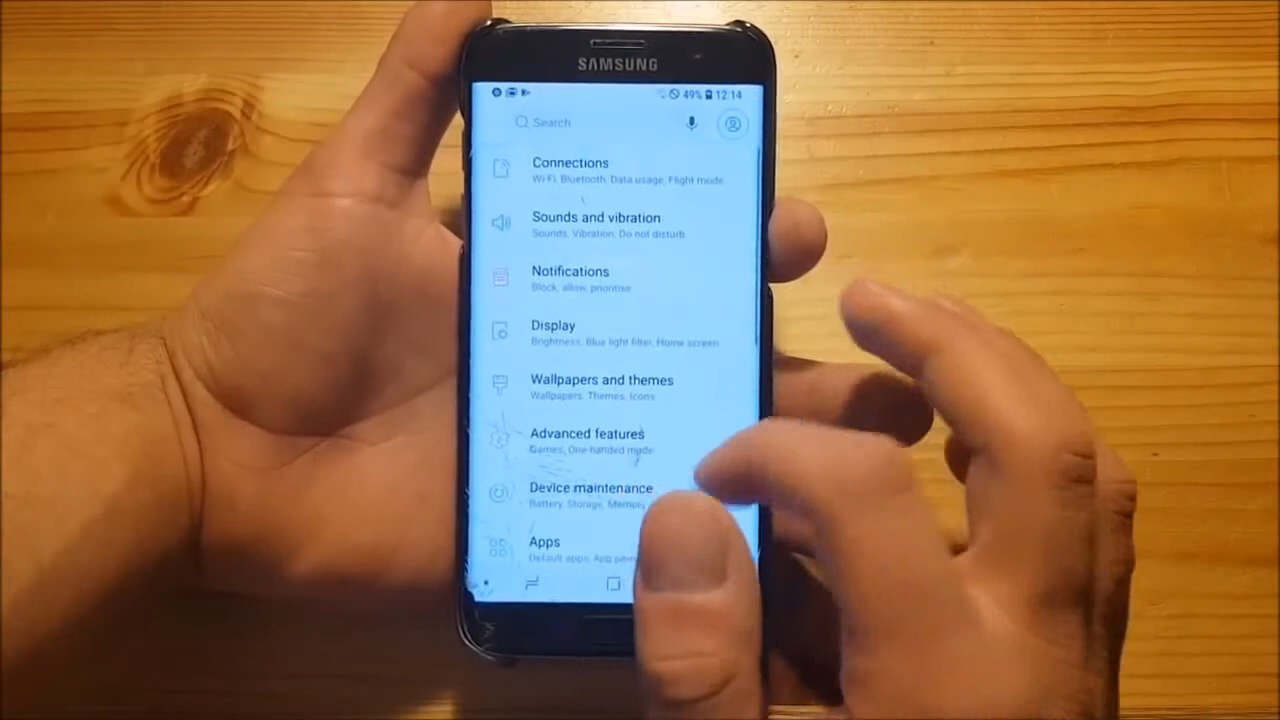 SAMSUNG
49% 12:14
Search
Connections
Wi-Fi, Bluetooth, Data usage, Flight mode
Sounds and vibration
Sounds, Vibration, Do not disturb
Notifications
Block, allow, prioritise
Display
Brightness, Blue light filter, Home screen
Wallpapers and themes
Wallpapers, Themes, Icons
Advanced features
Games, One-handed mode
Device maintenance
Battery, Storage, Memory
Apps
Default apps, App